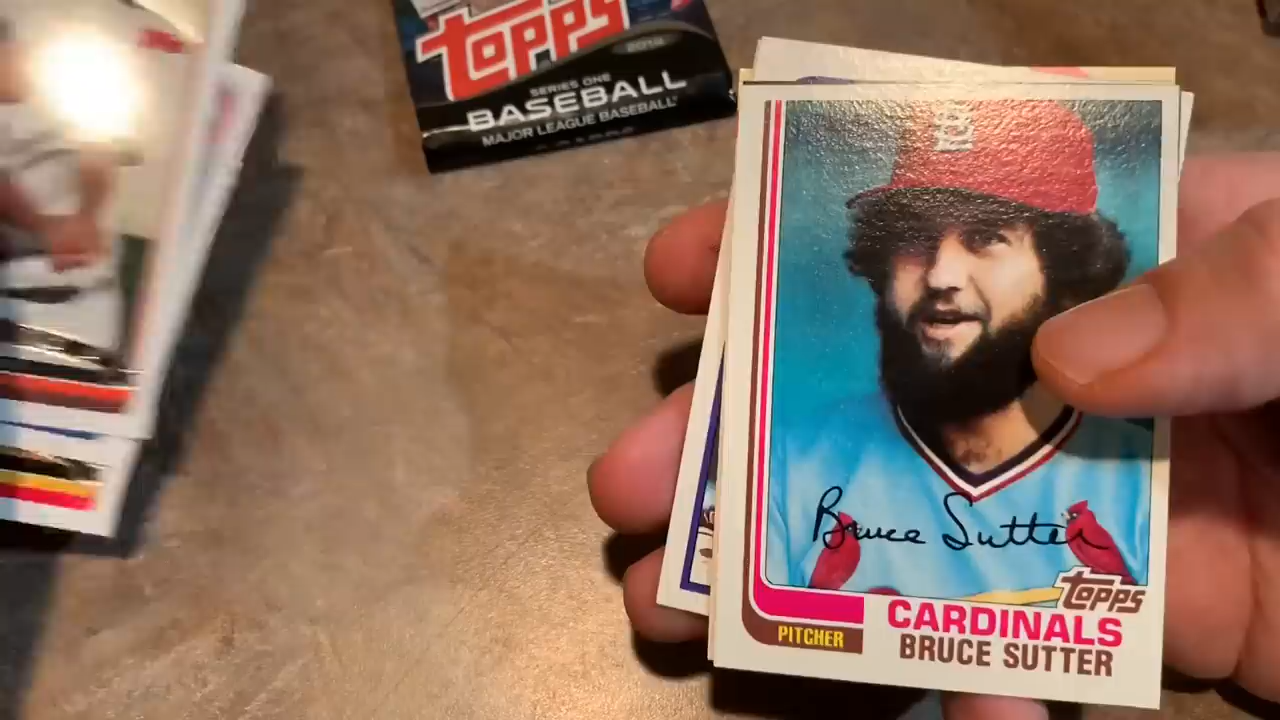 topps
2018
SERIES ONE
BASEBALL
MAJOR LEAGUE BASEBALL
Bruce Sutter
topps
CARDINALS
PITCHER
BRUCE SUTTER